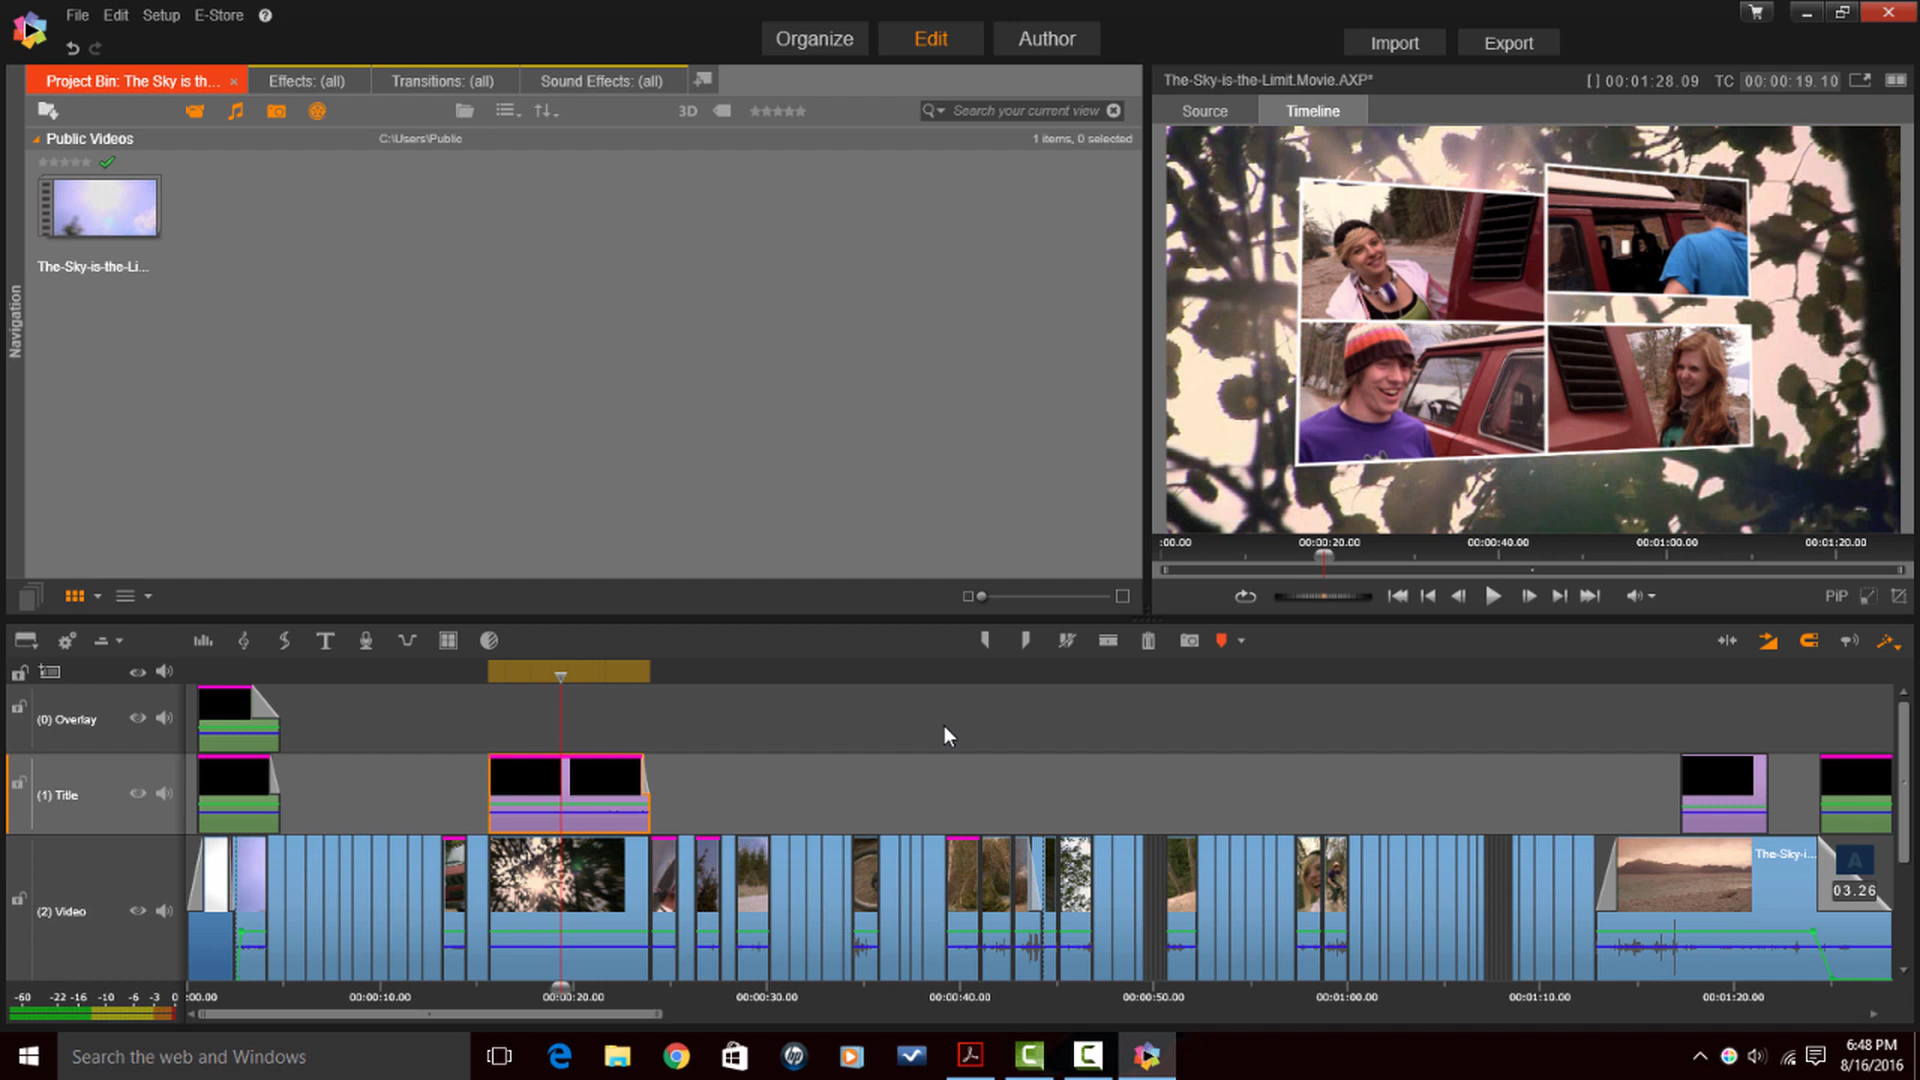 File Edit Setup E-Store ?
Organize Edit Author Import Export
Project Bin: The Sky is th... × Effects: (all) Transitions: (all) Sound Effects: (all)
The-Sky-is-the-Limit.Movie.AXP* [ ] 00:01:28.09 TC 00:00:19.10
3D Search your current view
Source Timeline
Public Videos C:\Users\Public 1 items, 0 selected
The-Sky-is-the-Li...
Navigation
:00.00 00:00:20.00 00:00:40.00 00:01:00.00 00:01:20.00
PiP
(0) Overlay
(1) Title
The-Sky-i... A
03.26
(2) Video
-60 -22 -16 -10 -6 -3 0 :00.00 00:00:10.00 00:00:20.00 00:00:30.00 00:00:40.00 00:00:50.00 00:01:00.00 00:01:10.00 00:01:20.00
Search the web and Windows
6:48 PM
8/16/2016